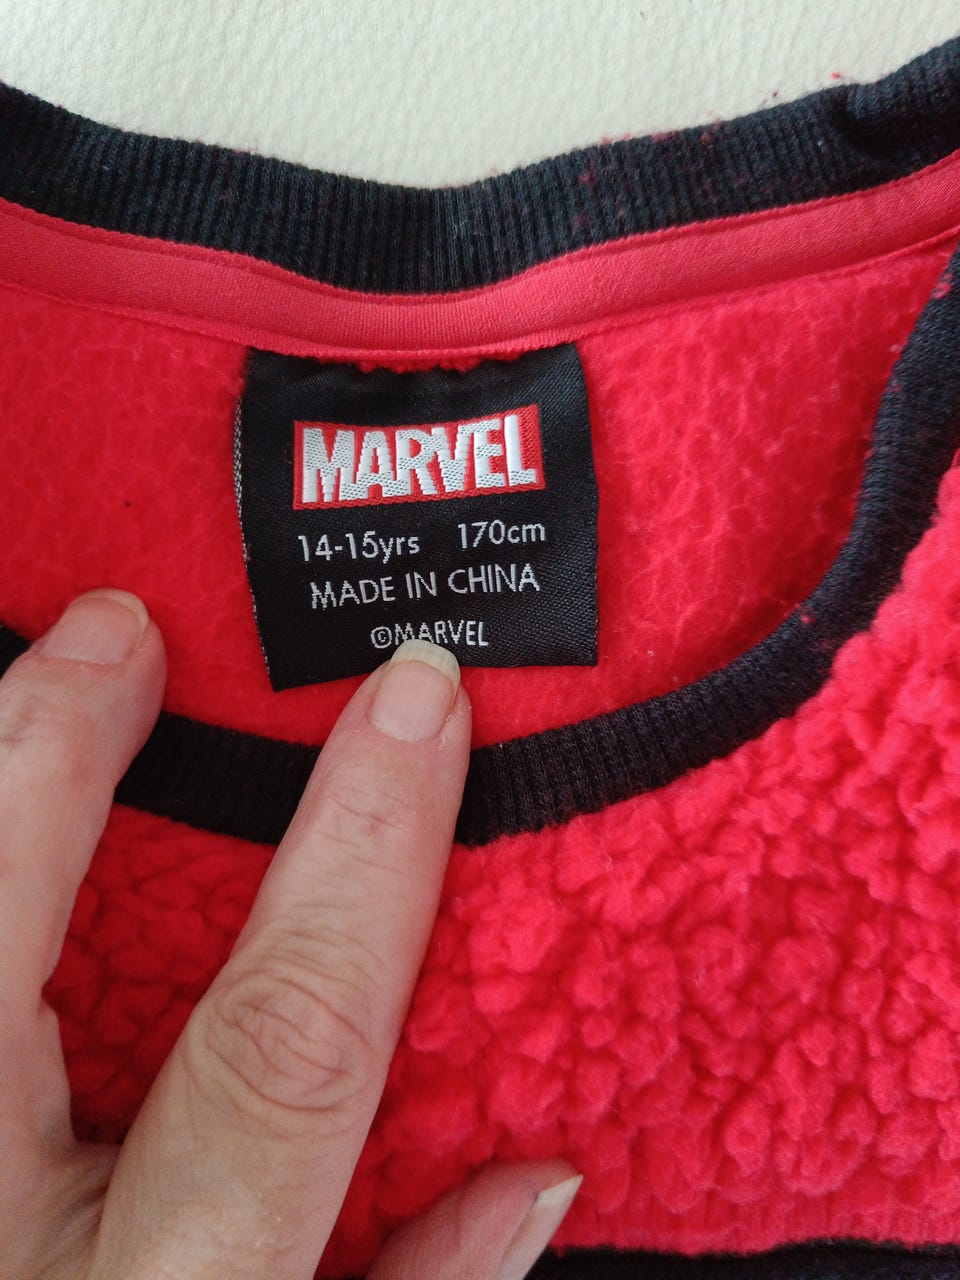 MARVEL
14-15yrs 170cm
MADE IN CHINA
©MARVEL